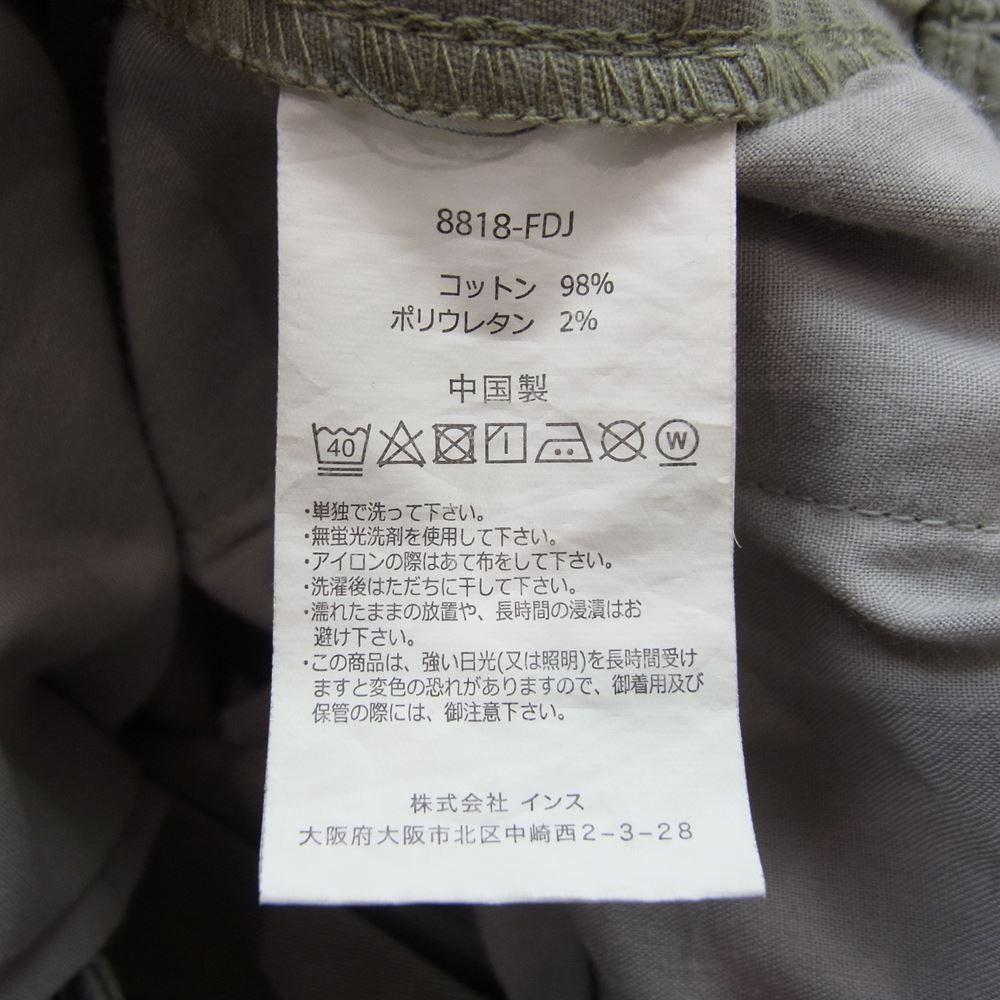 8818-FDJ
コットン 98%
ポリウレタン 2%
中国製
40 W
・単独で洗って下さい。
・無蛍光洗剤を使用して下さい。
・アイロンの際はあて布をして下さい。
・洗濯後はただちに干して下さい。
・濡れたままの放置や、長時間の浸漬はお
避け下さい。
・この商品は、強い日光(又は照明)を長時間受け
ますと変色の恐れがありますので、御着用及び
保管の際には、御注意下さい。
株式会社 インス
大阪府大阪市北区中崎西2-3-28